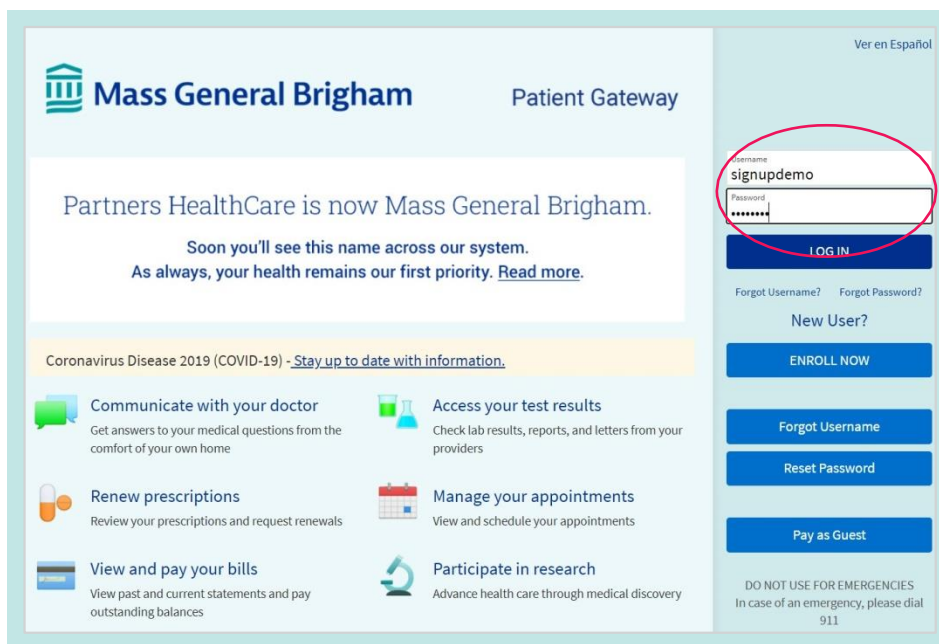 Ver en Español
Mass General Brigham
Patient Gateway
Username
signupdemo
Password
••••••••
LOG IN
Forgot Username? Forgot Password?
New User?
ENROLL NOW
Forgot Username
Reset Password
Pay as Guest
DO NOT USE FOR EMERGENCIES
In case of an emergency, please dial
911
Partners HealthCare is now Mass General Brigham.
Soon you'll see this name across our system.
As always, your health remains our first priority. Read more.
Coronavirus Disease 2019 (COVID-19) - Stay up to date with information.
Communicate with your doctor
Get answers to your medical questions from the
comfort of your own home
Access your test results
Check lab results, reports, and letters from your
providers
Renew prescriptions
Review your prescriptions and request renewals
Manage your appointments
View and schedule your appointments
View and pay your bills
View past and current statements and pay
outstanding balances
Participate in research
Advance health care through medical discovery